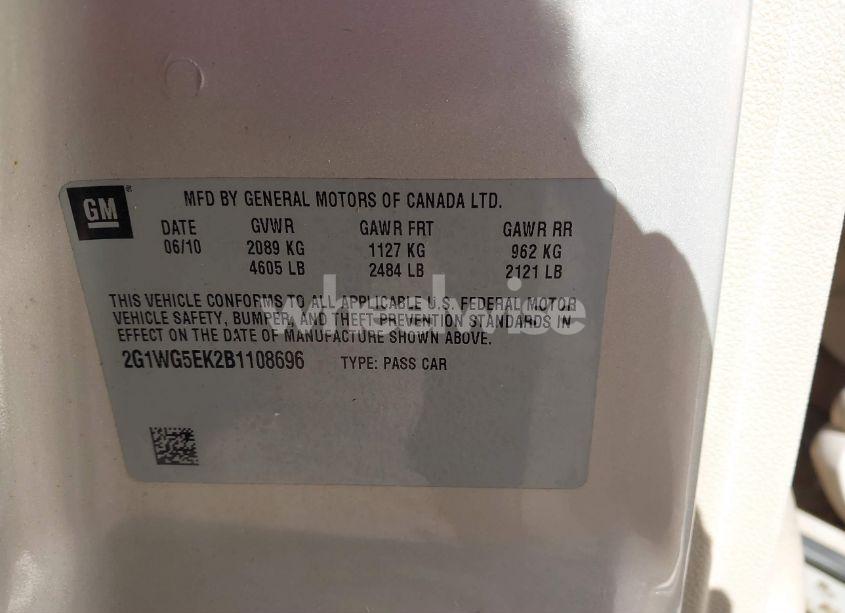 GM
MFD BY GENERAL MOTORS OF CANADA LTD.
DATE GVWR GAWR FRT GAWR RR
06/10 2089 KG 1127 KG 962 KG
4605 LB 2484 LB 2121 LB
THIS VEHICLE CONFORMS TO ALL APPLICABLE U.S. FEDERAL MOTOR
VEHICLE SAFETY, BUMPER, AND THEFT PREVENTION STANDARDS IN
EFFECT ON THE DATE OF MANUFACTURE SHOWN ABOVE.
2G1WG5EK2B1108696 TYPE: PASS CAR